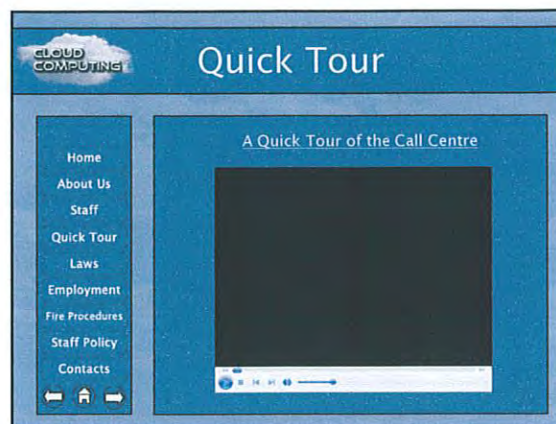 CLOUD
COMPUTING
Quick Tour
Home
About Us
Staff
Quick Tour
Laws
Employment
Fire Procedures
Staff Policy
Contacts
A Quick Tour of the Call Centre